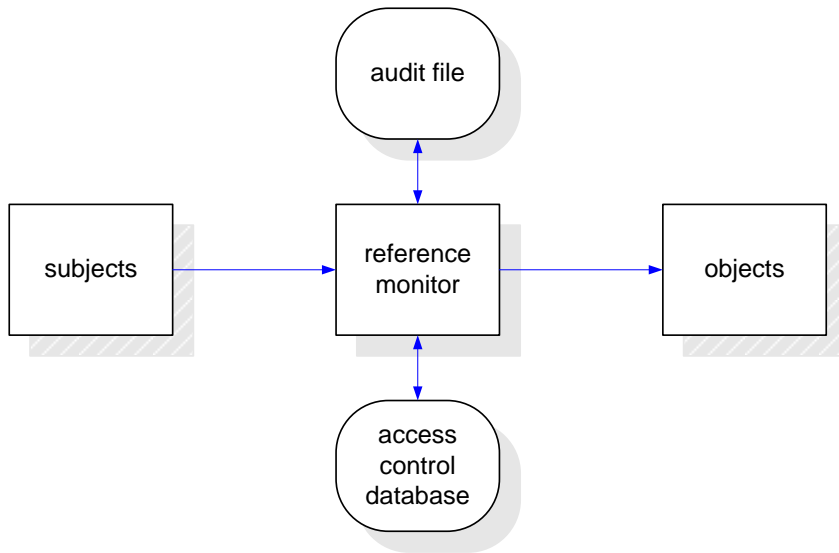 audit file
subjects
reference
monitor
objects
access
control
database